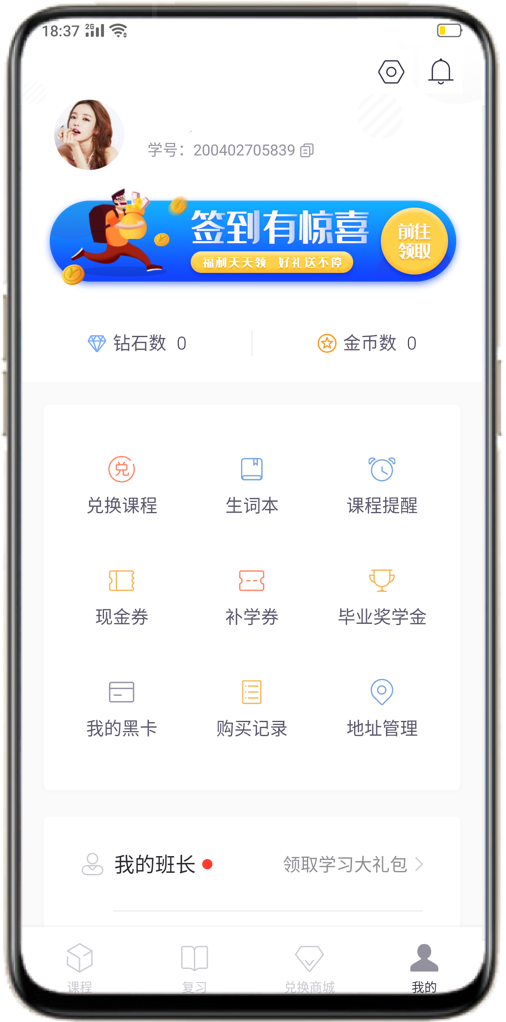 18:37 2G
学号：200402705839
签到有惊喜
福利天天领 好礼送不停
前往
领取
钻石数 0
金币数 0
兑
兑换课程
生词本
课程提醒
现金券
补学券
毕业奖学金
我的黑卡
购买记录
地址管理
我的班长
领取学习大礼包
课程
复习
兑换商城
我的